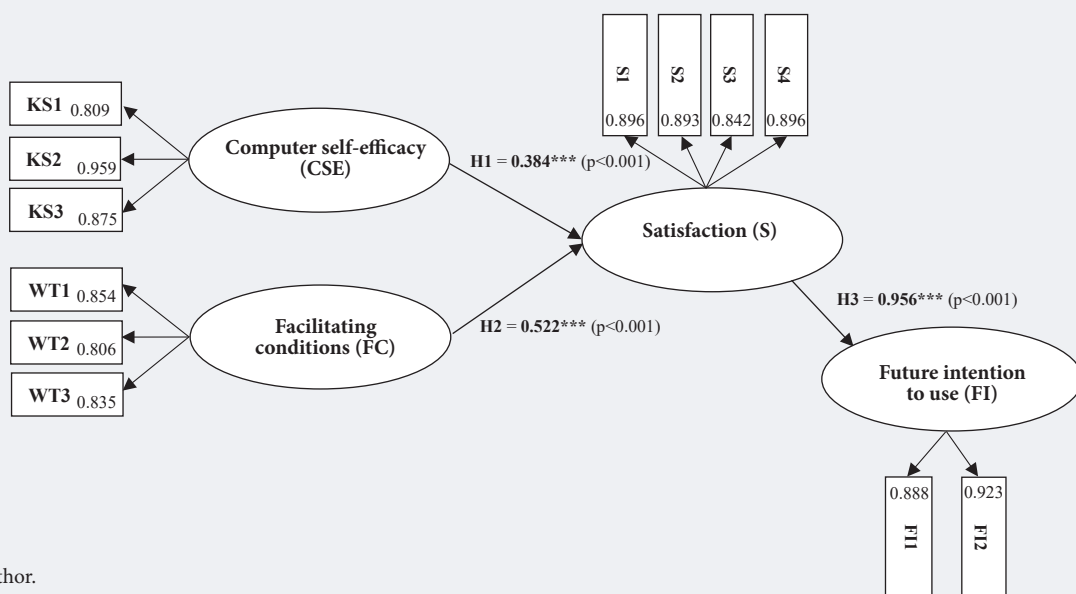 S1
S2
S3
S4
0.896
0.893
0.842
0.896
KS1 0.809
KS2 0.959
KS3 0.875
Computer self-efficacy
(CSE)
H1 = 0.384*** (p<0.001)
Satisfaction (S)
WT1 0.854
WT2 0.806
WT3 0.835
Facilitating
conditions (FC)
H2 = 0.522*** (p<0.001)
H3 = 0.956*** (p<0.001)
Future intention
to use (FI)
0.888
0.923
FI1
FI2
thor.